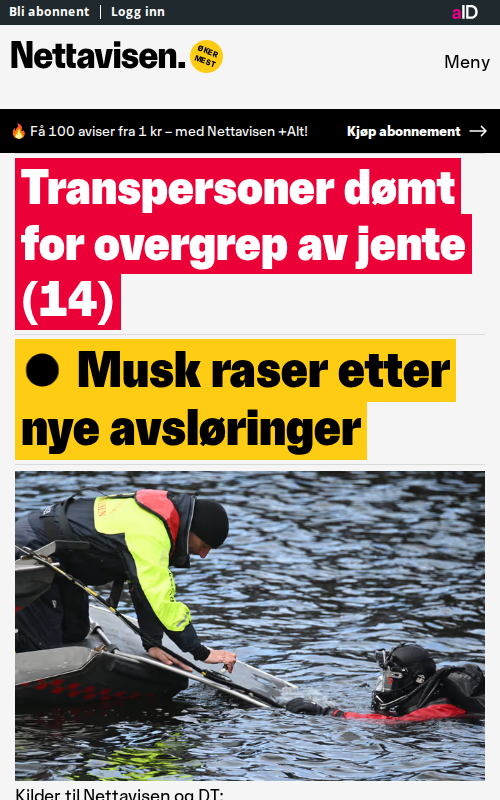 Bli abonnent Logg inn
aID
Nettavisen.
ØKER
MEST
Meny
🔥 Få 100 aviser fra 1 kr – med Nettavisen +Alt! Kjøp abonnement →
Transpersoner dømt
for overgrep av jente
(14)
● Musk raser etter
nye avsløringer
Kilder til Nettavisen og DT: